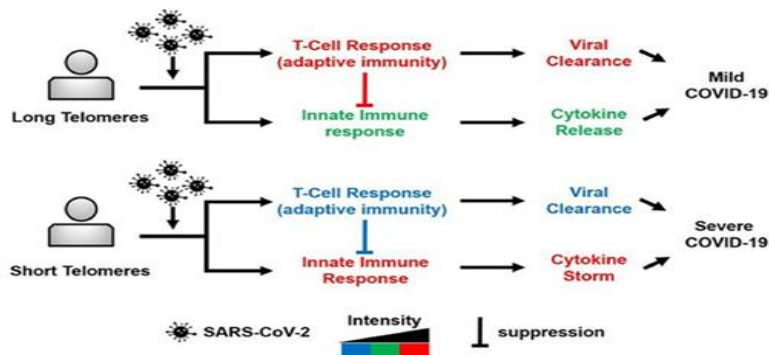 T-Cell Response
(adaptive immunity)
Viral
Clearance
Mild
COVID-19
Long Telomeres
Innate Immune
response
Cytokine
Release
T-Cell Response
(adaptive immunity)
Viral
Clearance
Severe
COVID-19
Short Telomeres
Innate Immune
Response
Cytokine
Storm
SARS-CoV-2
Intensity
suppression